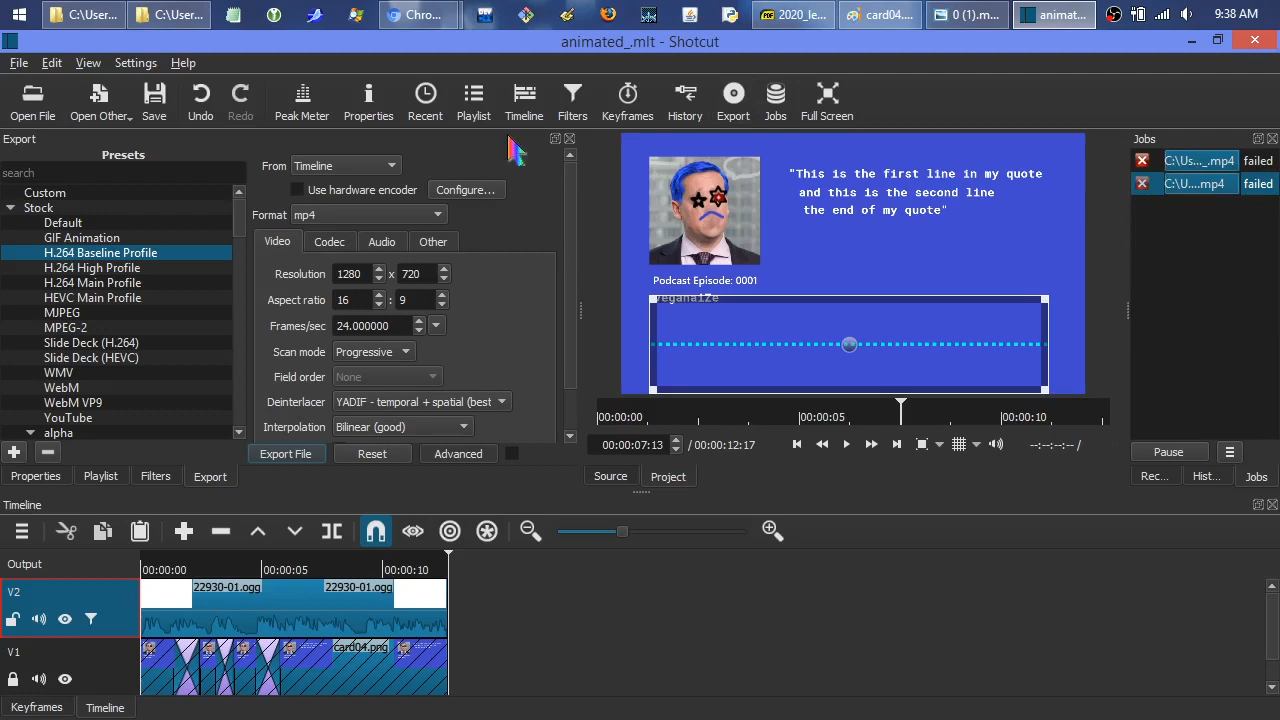 C:\User...
C:\User...
Chro...
2020_le...
card04....
0 (1).m...
animat...
9:38 AM
animated_.mlt - Shotcut
File Edit View Settings Help
Open File Open Other... Save Undo Redo Peak Meter Properties Recent Playlist Timeline Filters Keyframes History Export Jobs Full Screen
Export
Presets
search
Custom
Stock
Default
GIF Animation
H.264 Baseline Profile
H.264 High Profile
H.264 Main Profile
HEVC Main Profile
MJPEG
MPEG-2
Slide Deck (H.264)
Slide Deck (HEVC)
WMV
WebM
WebM VP9
YouTube
alpha
From Timeline
Use hardware encoder Configure...
Format mp4
Video Codec Audio Other
Resolution 1280 x 720
Aspect ratio 16 : 9
Frames/sec 24.000000
Scan mode Progressive
Field order None
Deinterlacer YADIF - temporal + spatial (best
Interpolation Bilinear (good)
Export File Reset Advanced
Properties Playlist Filters Export
"This is the first line in my quote
and this is the second line
the end of my quote"
Podcast Episode: 0001
vegana1Ze
00:00:00 00:00:05 00:00:10
00:00:07:13 / 00:00:12:17 --:--:--:-- /
Source Project
Jobs
C:\Us..._.mp4 failed
C:\U....mp4 failed
Pause
Rec... Hist... Jobs
Timeline
Output
00:00:00 00:00:05 00:00:10
V2
22930-01.ogg 22930-01.ogg
V1
card04.png
Keyframes Timeline